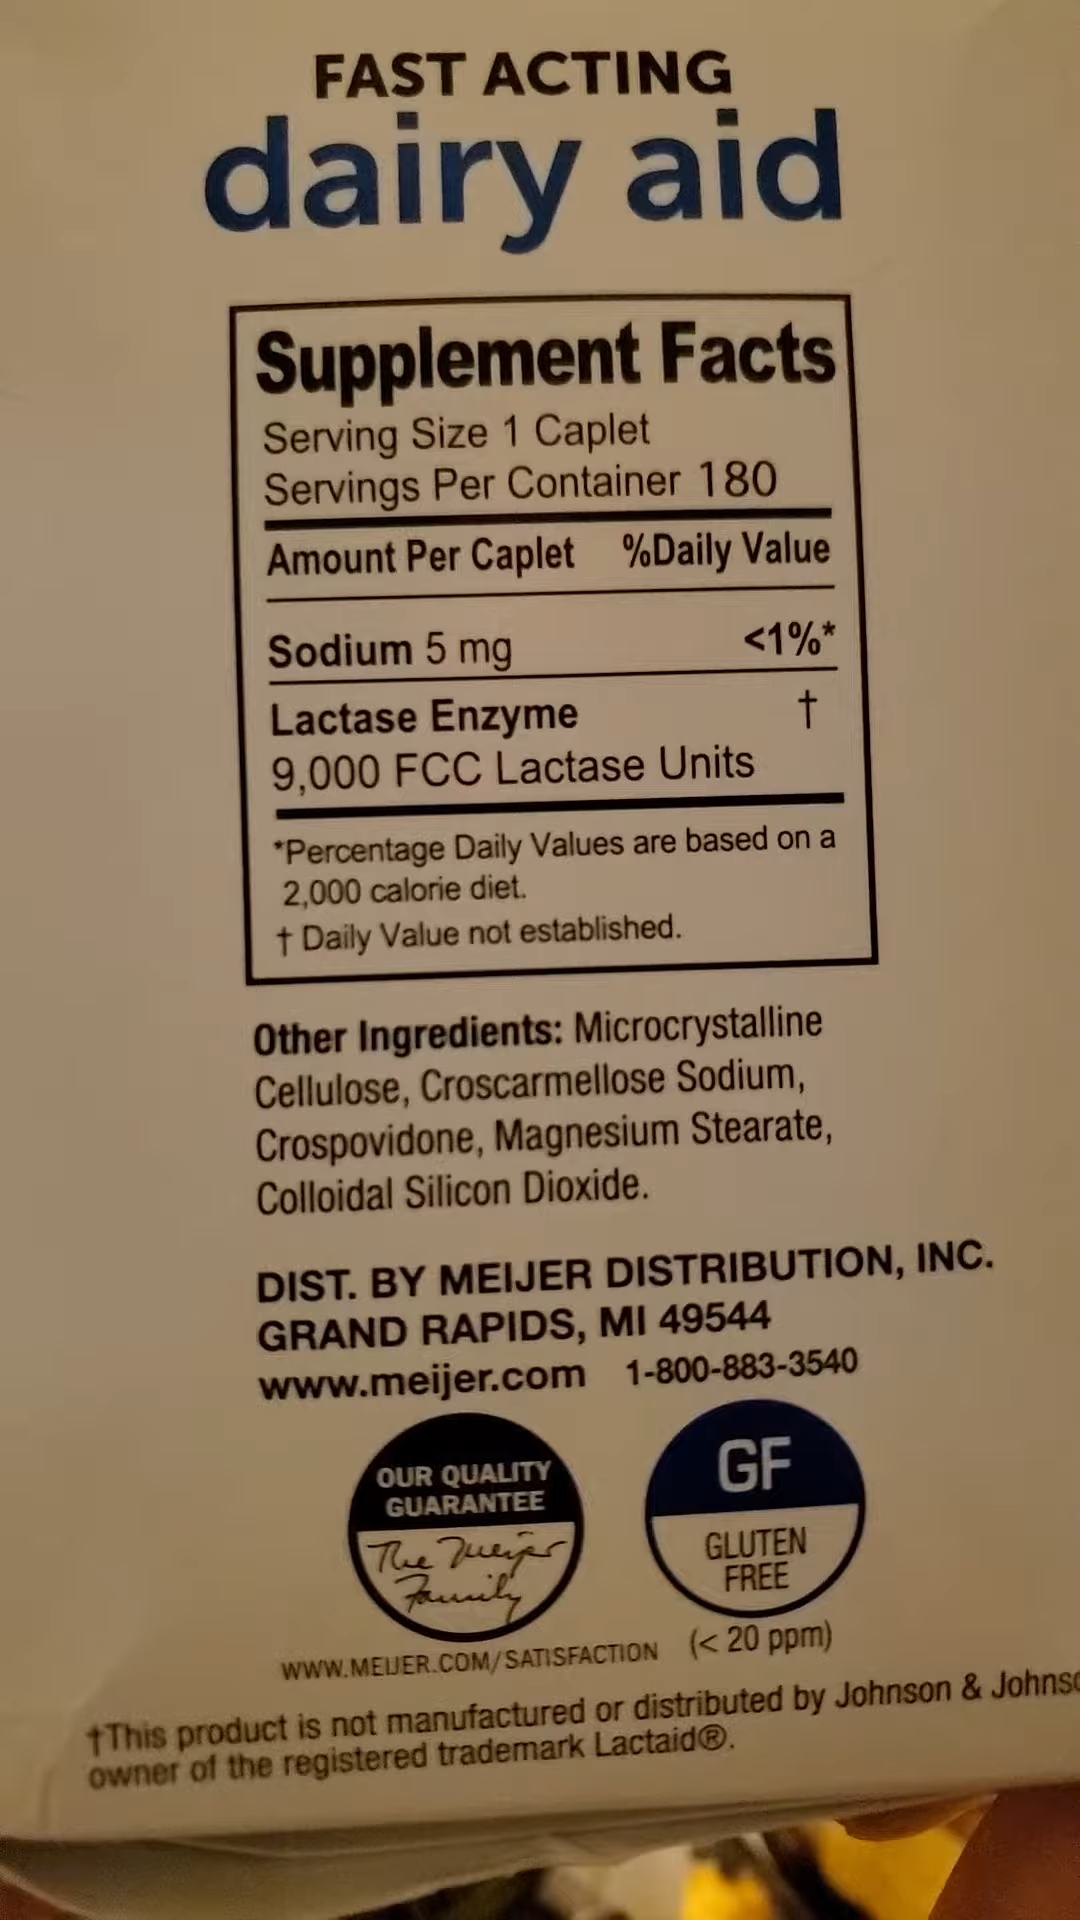 FAST ACTING
dairy aid
Supplement Facts
Serving Size 1 Caplet
Servings Per Container 180
Amount Per Caplet %Daily Value
Sodium 5 mg <1%*
Lactase Enzyme †
9,000 FCC Lactase Units
*Percentage Daily Values are based on a
2,000 calorie diet.
† Daily Value not established.
Other Ingredients: Microcrystalline
Cellulose, Croscarmellose Sodium,
Crospovidone, Magnesium Stearate,
Colloidal Silicon Dioxide.
DIST. BY MEIJER DISTRIBUTION, INC.
GRAND RAPIDS, MI 49544
www.meijer.com 1-800-883-3540
OUR QUALITY
GUARANTEE
The Meijer
Family
WWW.MEIJER.COM/SATISFACTION
GF
GLUTEN
FREE
(< 20 ppm)
†This product is not manufactured or distributed by Johnson &
owner of the registered trademark Lactaid®.